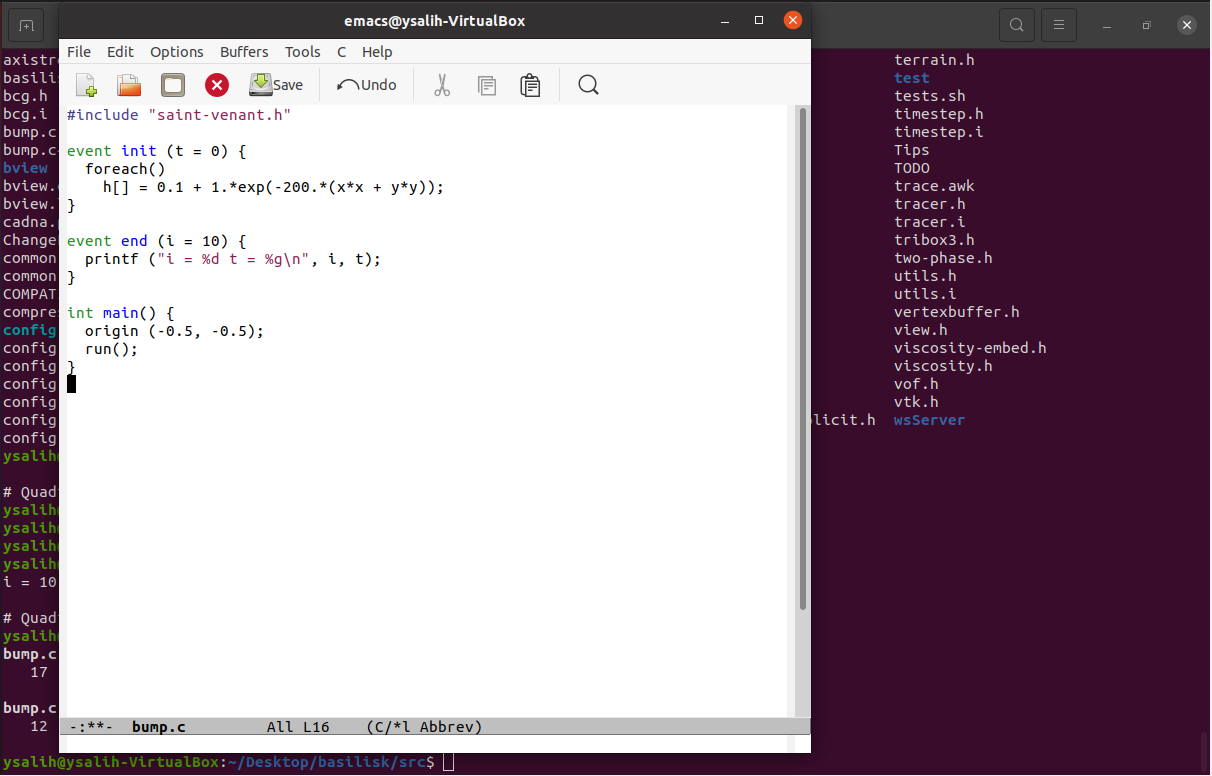 emacs@ysalih-VirtualBox
File Edit Options Buffers Tools C Help
Save Undo
#include "saint-venant.h"
event init (t = 0) {
foreach()
h[] = 0.1 + 1.*exp(-200.*(x*x + y*y));
}
event end (i = 10) {
printf ("i = %d t = %g\n", i, t);
}
int main() {
origin (-0.5, -0.5);
run();
}
-:**- bump.c All L16 (C/*l Abbrev)
axistr
basilis
bcg.h
bcg.i
bump.c
bump.c
bview
bview.
bview.
cadna.
Change
common
common
COMPAT
compre
config
config
config
config
config
config
config
ysalih
# Quad
ysalih
ysalih
ysalih
ysalih
i = 10
# Quad
ysalih
bump.c
17
bump.c
12
ysalih@ysalih-VirtualBox:~/Desktop/basilisk/src$
terrain.h
test
tests.sh
timestep.h
timestep.i
Tips
TODO
trace.awk
tracer.h
tracer.i
tribox3.h
two-phase.h
utils.h
utils.i
vertexbuffer.h
view.h
viscosity-embed.h
viscosity.h
vof.h
vtk.h
licit.h wsServer